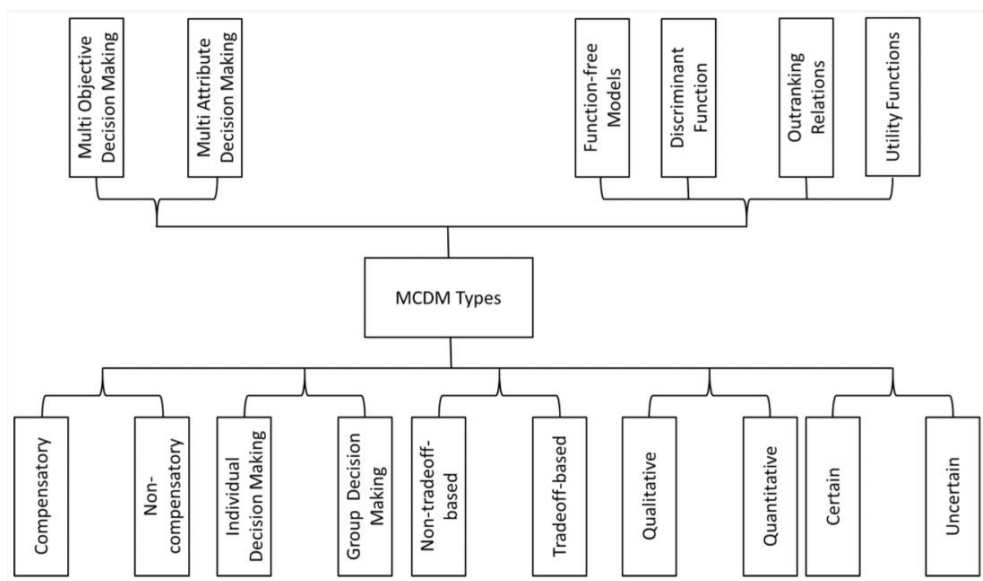 Multi Objective
Decision Making
Multi Attribute
Decision Making
Function-free
Models
Discriminant
Function
Outranking
Relations
Utility Functions
MCDM Types
Compensatory
Non-
compensatory
Individual
Decision Making
Group Decision
Making
Non-tradeoff-
based
Tradeoff-based
Qualitative
Quantitative
Certain
Uncertain